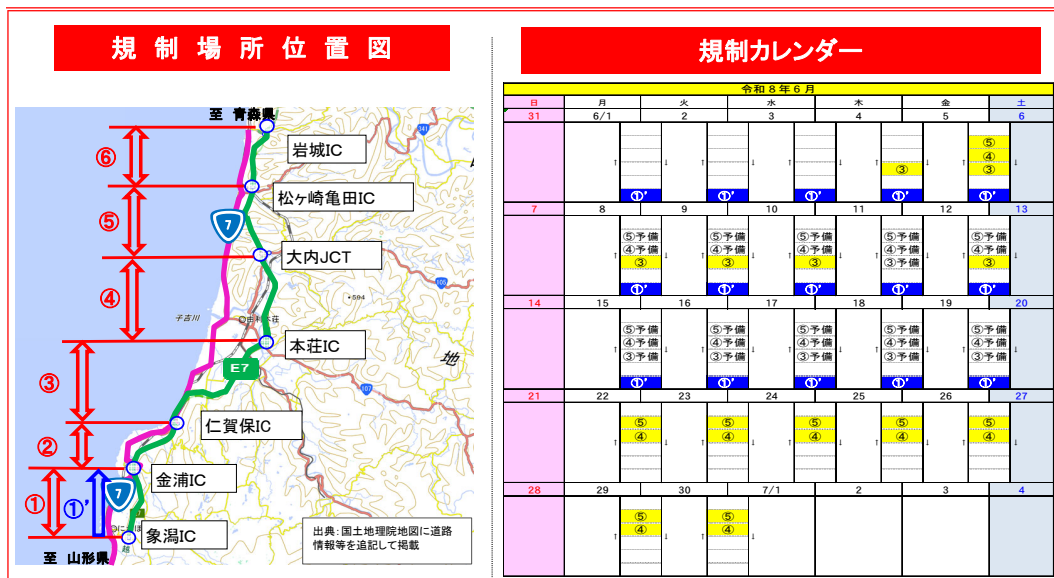 規制場所位置図
至 青森県
岩城IC
⑥
341
松ヶ崎亀田IC
⑤
7
大内JCT
105
④
・594
子吉川
本荘IC
地
E7
③
107
仁賀保IC
②
金浦IC
①
①’
7
象潟IC
至 山形県
出典:国土地理院地図に道路
情報等を追記して掲載
規制カレンダー
令和8年6月
日 月 火 水 木 金 土
31 6/1 2 3 4 5 6
⑤
④
③ ③
↑ ↓ ↑ ↓ ↑ ↓ ↑ ↓ ↑ ↓
①’ ①’ ①’ ①’ ①’
7 8 9 10 11 12 13
⑤予備 ⑤予備 ⑤予備 ⑤予備 ⑤予備
④予備 ④予備 ④予備 ④予備 ④予備
③ ③ ③ ③予備 ③
↑ ↓ ↑ ↓ ↑ ↓ ↑ ↓ ↑ ↓
①’ ①’ ①’ ①’ ①’
14 15 16 17 18 19 20
⑤予備 ⑤予備 ⑤予備 ⑤予備 ⑤予備
④予備 ④予備 ④予備 ④予備 ④予備
③予備 ③予備 ③予備 ③予備 ③予備
↑ ↓ ↑ ↓ ↑ ↓ ↑ ↓ ↑ ↓
①’ ①’ ①’ ①’ ①’
21 22 23 24 25 26 27
⑤ ⑤ ⑤ ⑤ ⑤
④ ④ ④ ④ ④
↑ ↓ ↑ ↓ ↑ ↓ ↑ ↓ ↑ ↓
28 29 30 7/1 2 3 4
⑤ ⑤
④ ④
↑ ↓ ↑ ↓